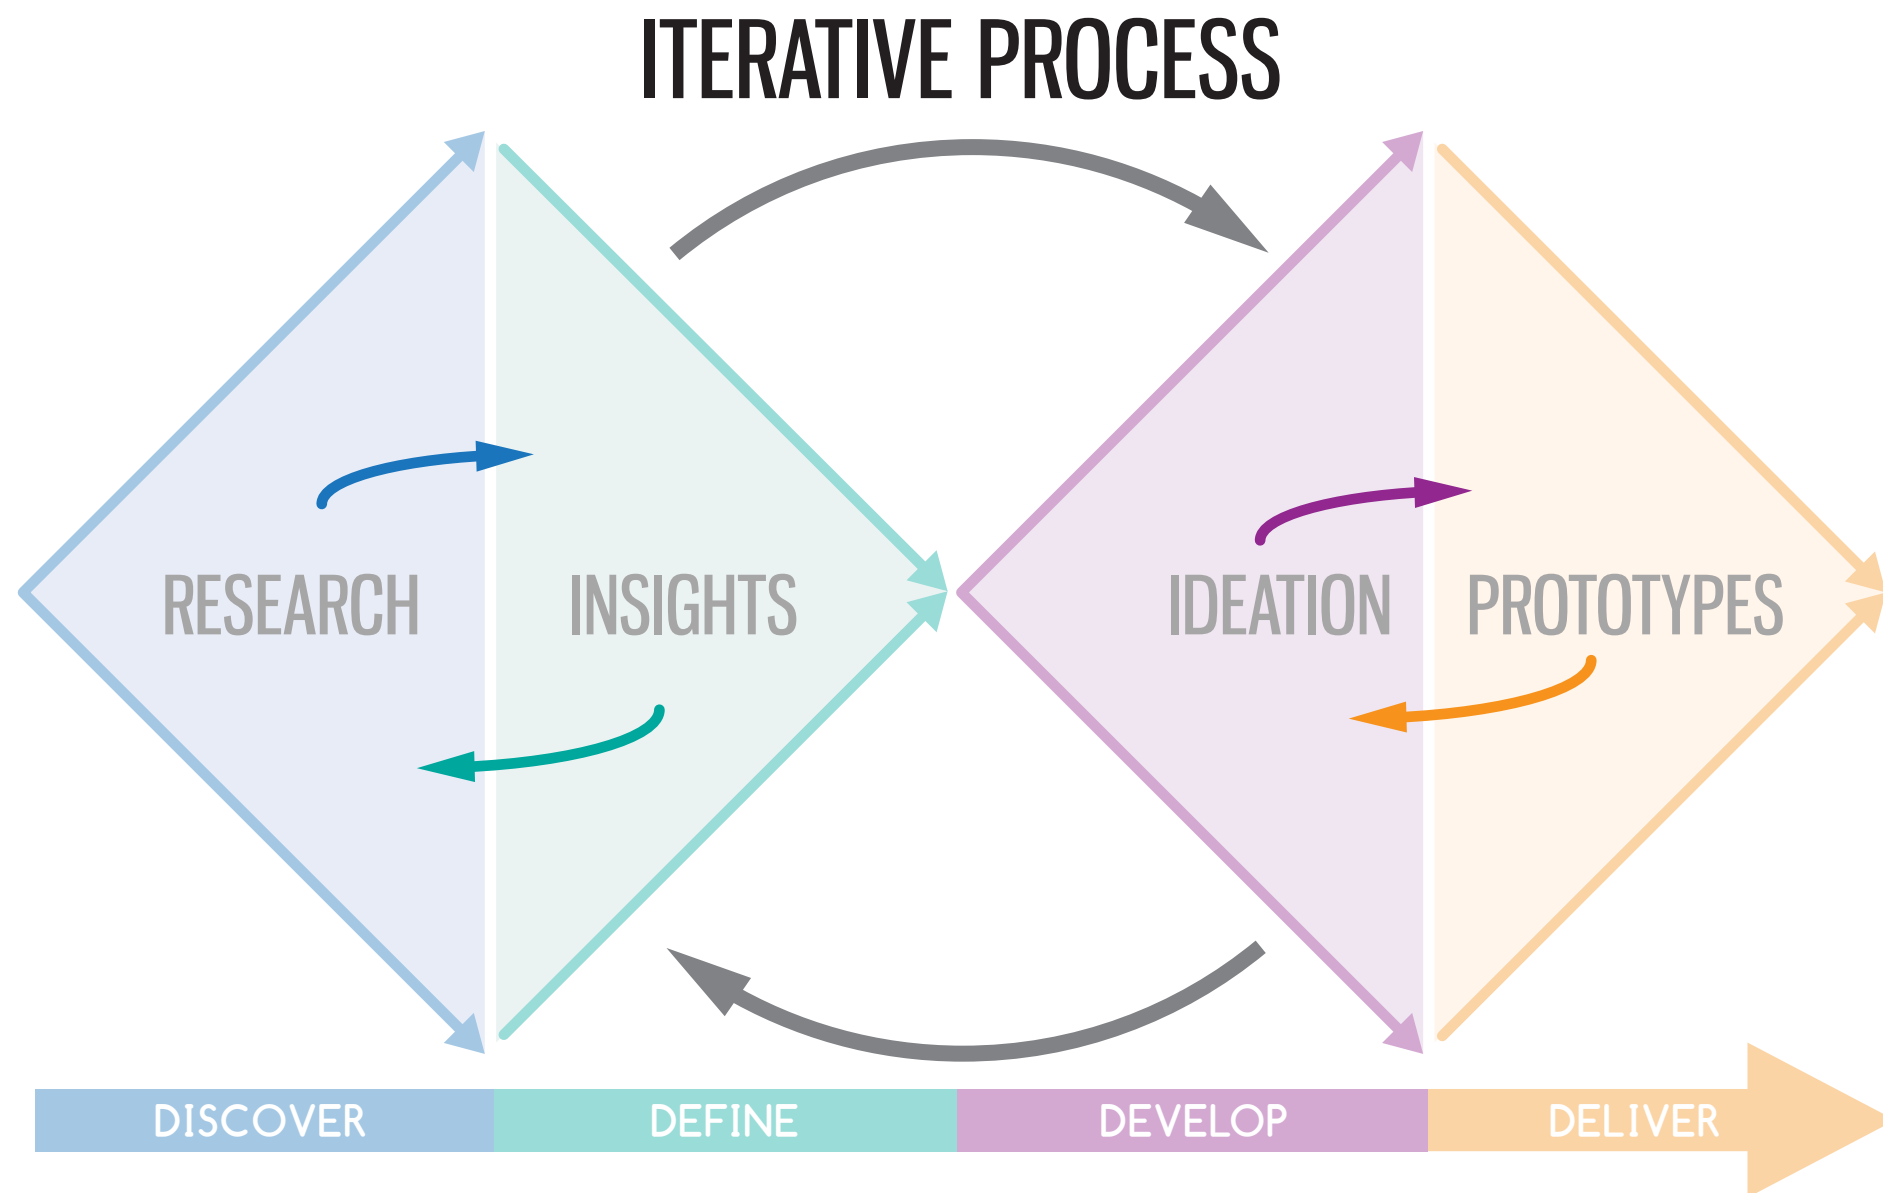 ITERATIVE PROCESS
RESEARCH
INSIGHTS
IDEATION
PROTOTYPES
DISCOVER
DEFINE
DEVELOP
DELIVER